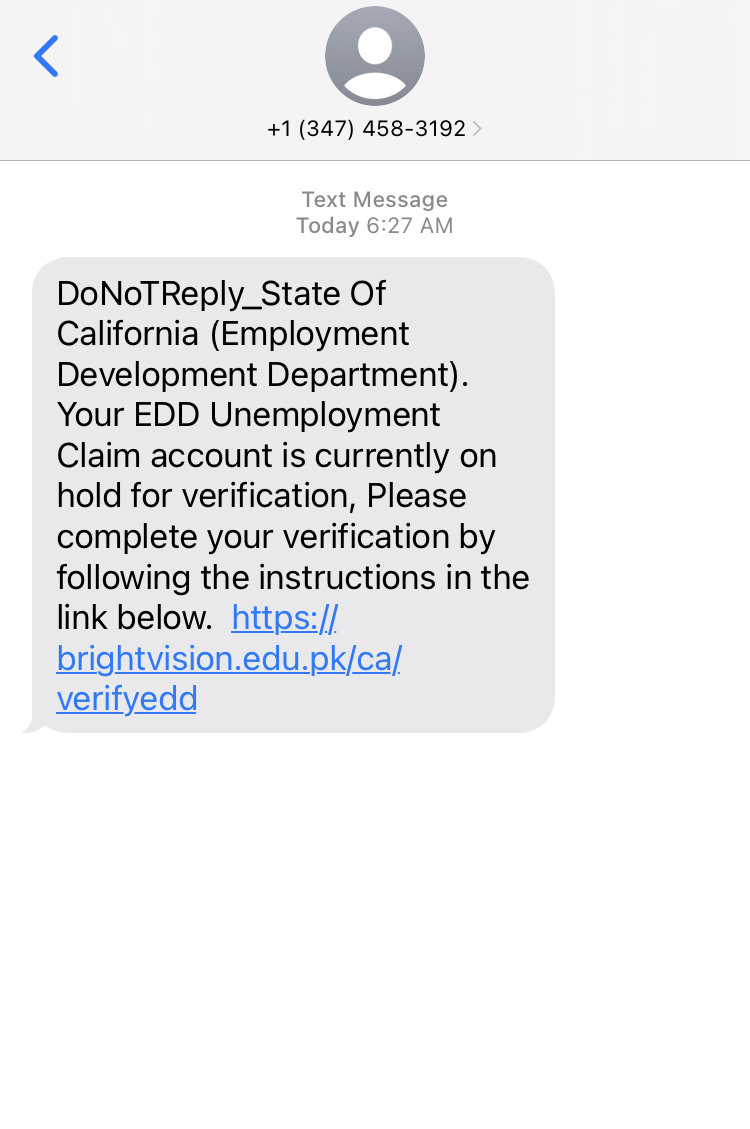 +1 (347) 458-3192
Text Message
Today 6:27 AM
DoNoTReply_State Of
California (Employment
Development Department).
Your EDD Unemployment
Claim account is currently on
hold for verification, Please
complete your verification by
following the instructions in the
link below.  https://
brightvision.edu.pk/ca/
verifyedd